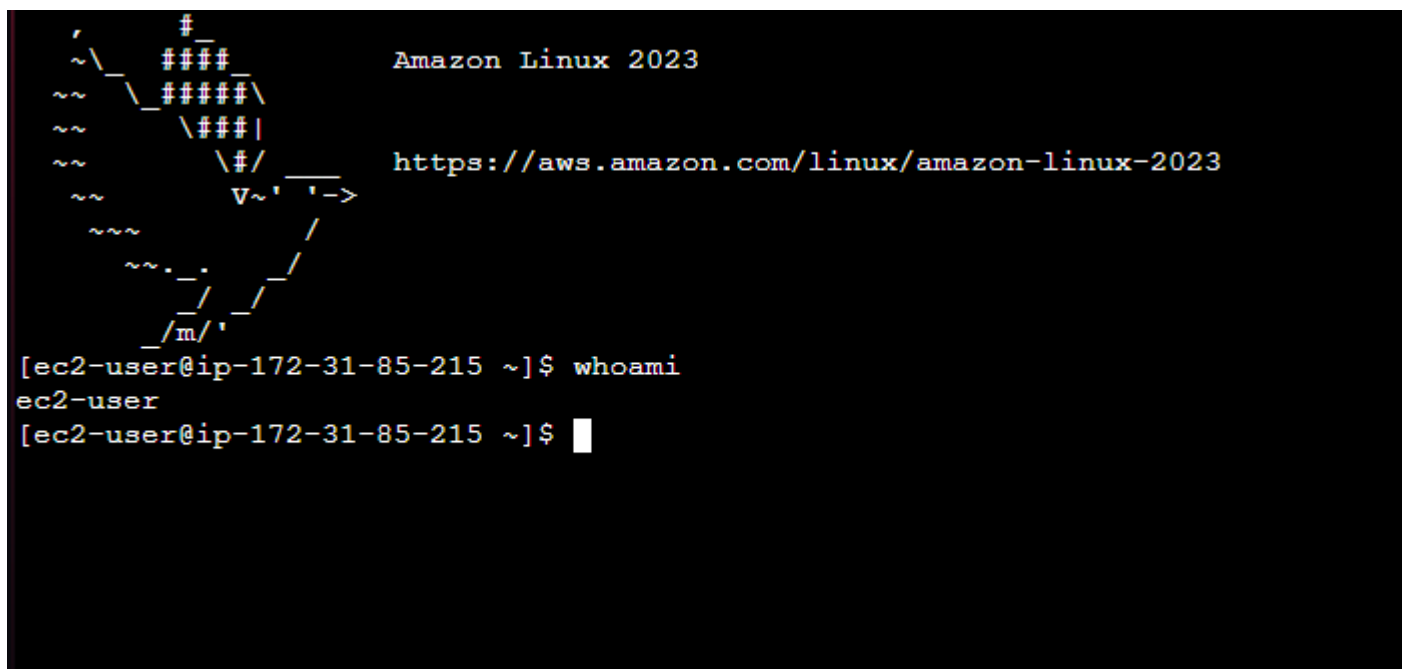 ,     #_
   ~\_  ####_        Amazon Linux 2023
  ~~  \_#####\
  ~~     \###|
  ~~       \#/ ___   https://aws.amazon.com/linux/amazon-linux-2023
   ~~       V~' '->
    ~~~         /
      ~~._.   _/
         _/ _/
       _/m/'
[ec2-user@ip-172-31-85-215 ~]$ whoami
ec2-user
[ec2-user@ip-172-31-85-215 ~]$